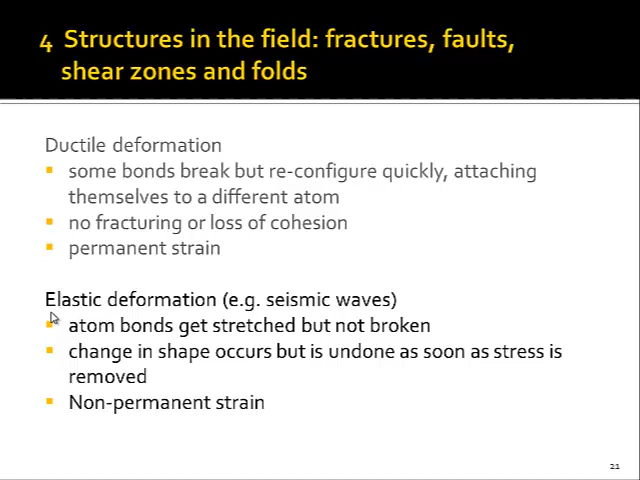 4 Structures in the field: fractures, faults,
shear zones and folds
Ductile deformation
some bonds break but re-configure quickly, attaching
themselves to a different atom
no fracturing or loss of cohesion
permanent strain
Elastic deformation (e.g. seismic waves)
atom bonds get stretched but not broken
change in shape occurs but is undone as soon as stress is
removed
Non-permanent strain
21